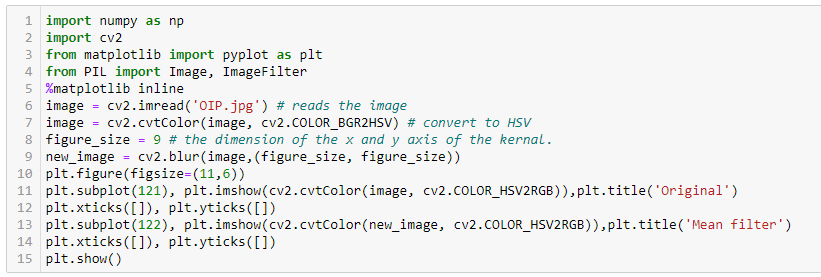 1 import numpy as np
2 import cv2
3 from matplotlib import pyplot as plt
4 from PIL import Image, ImageFilter
5 %matplotlib inline
6 image = cv2.imread('OIP.jpg') # reads the image
7 image = cv2.cvtColor(image, cv2.COLOR_BGR2HSV) # convert to HSV
8 figure_size = 9 # the dimension of the x and y axis of the kernal.
9 new_image = cv2.blur(image,(figure_size, figure_size))
10 plt.figure(figsize=(11,6))
11 plt.subplot(121), plt.imshow(cv2.cvtColor(image, cv2.COLOR_HSV2RGB)),plt.title('Original')
12 plt.xticks([]), plt.yticks([])
13 plt.subplot(122), plt.imshow(cv2.cvtColor(new_image, cv2.COLOR_HSV2RGB)),plt.title('Mean filter')
14 plt.xticks([]), plt.yticks([])
15 plt.show()